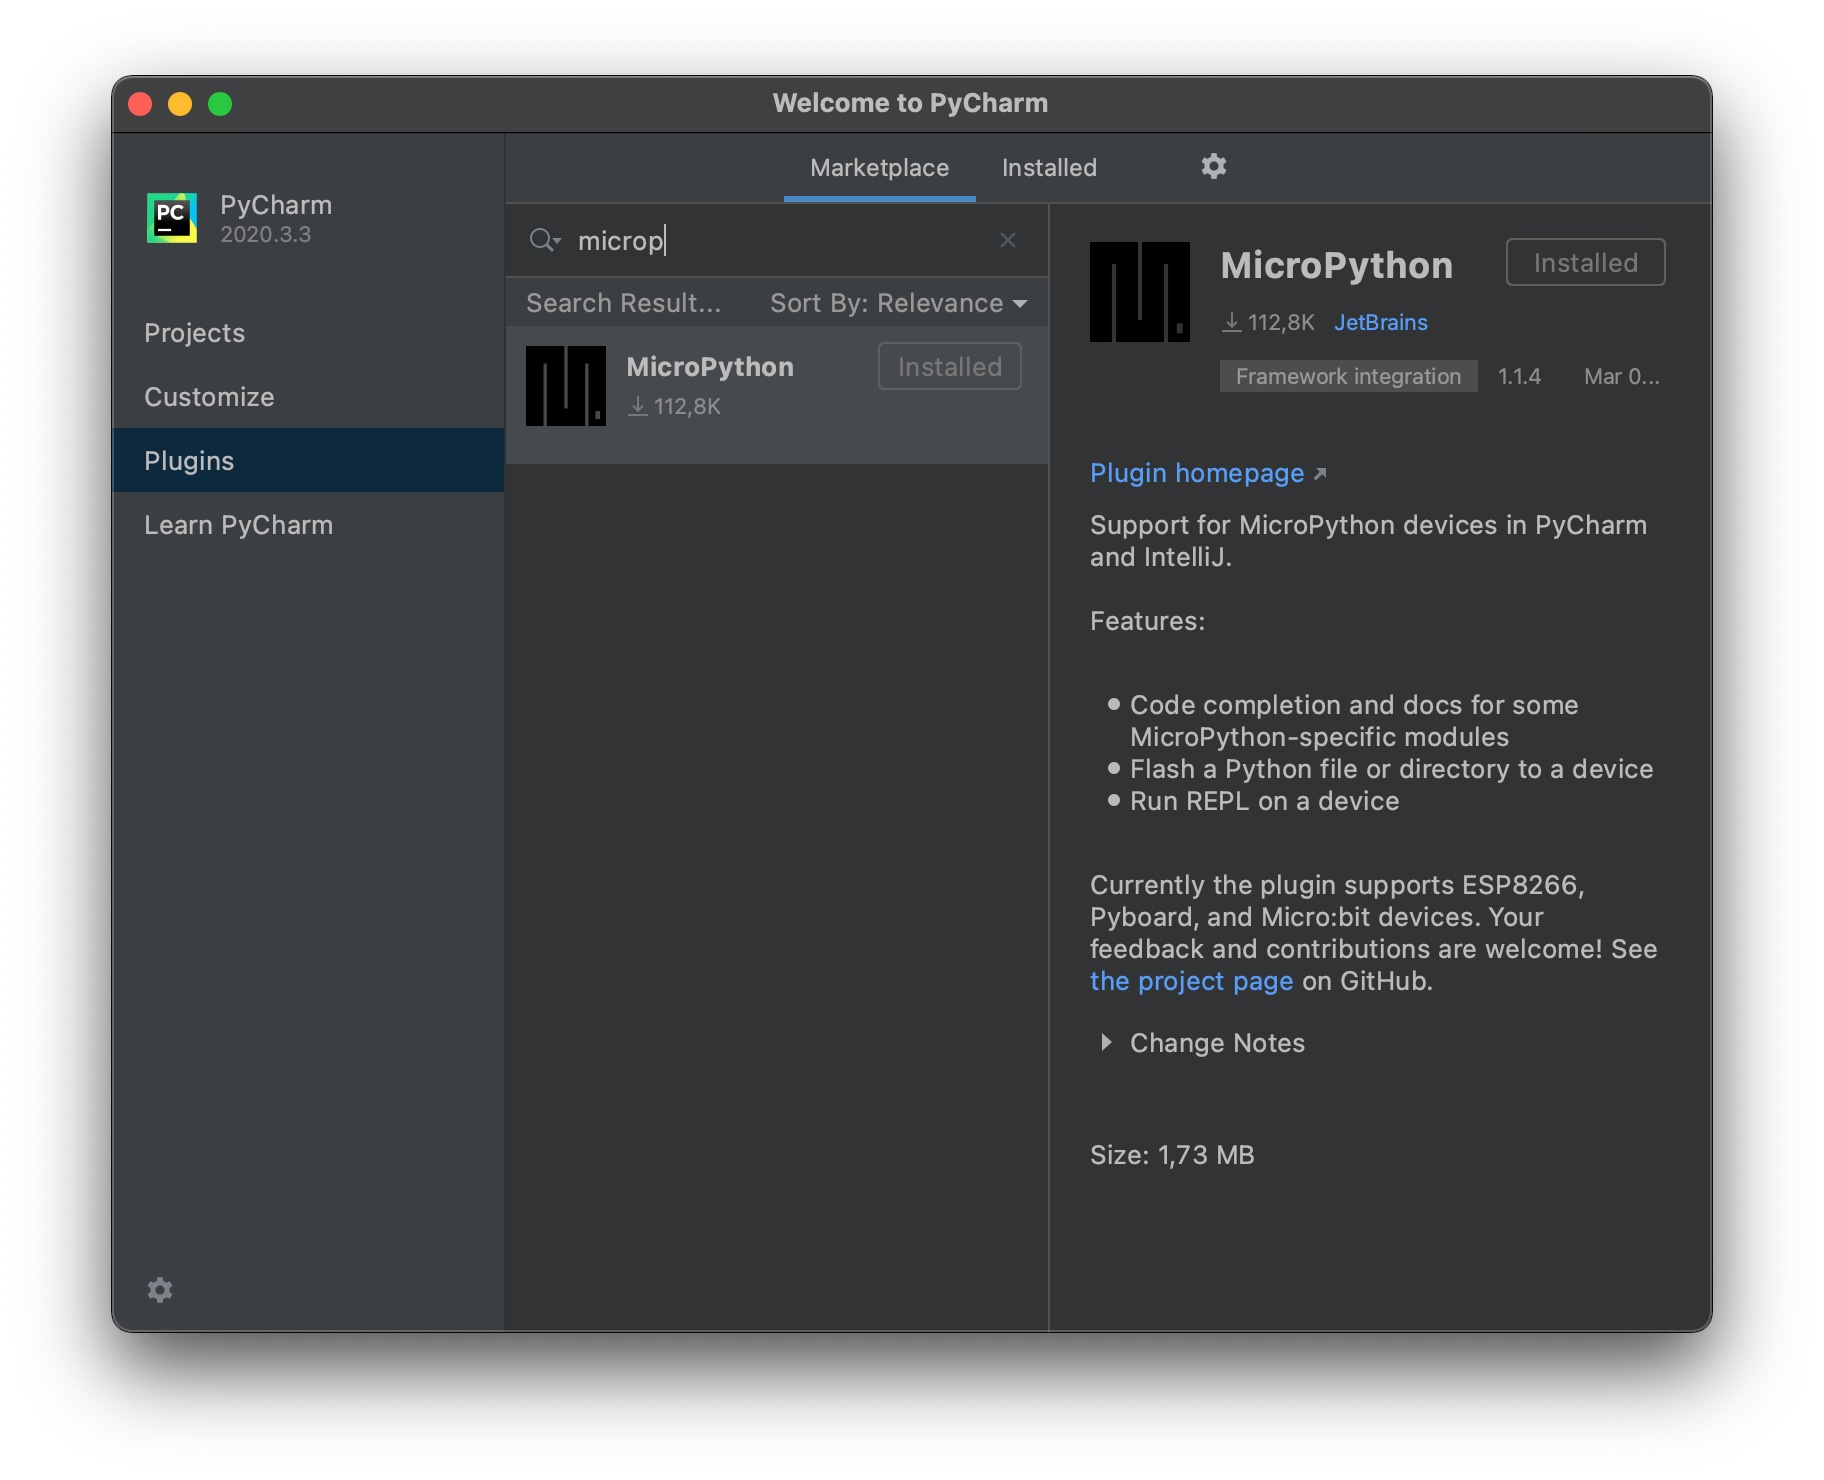 Welcome to PyCharm
PC
PyCharm
2020.3.3
Projects
Customize
Plugins
Learn PyCharm
Marketplace
Installed
microp
Search Result...
Sort By: Relevance
MicroPython
Installed
112,8K
MicroPython
Installed
112,8K
JetBrains
Framework integration
1.1.4
Mar 0...
Plugin homepage
Support for MicroPython devices in PyCharm
and IntelliJ.
Features:
Code completion and docs for some
MicroPython-specific modules
Flash a Python file or directory to a device
Run REPL on a device
Currently the plugin supports ESP8266,
Pyboard, and Micro:bit devices. Your
feedback and contributions are welcome! See
the project page on GitHub.
Change Notes
Size: 1,73 MB